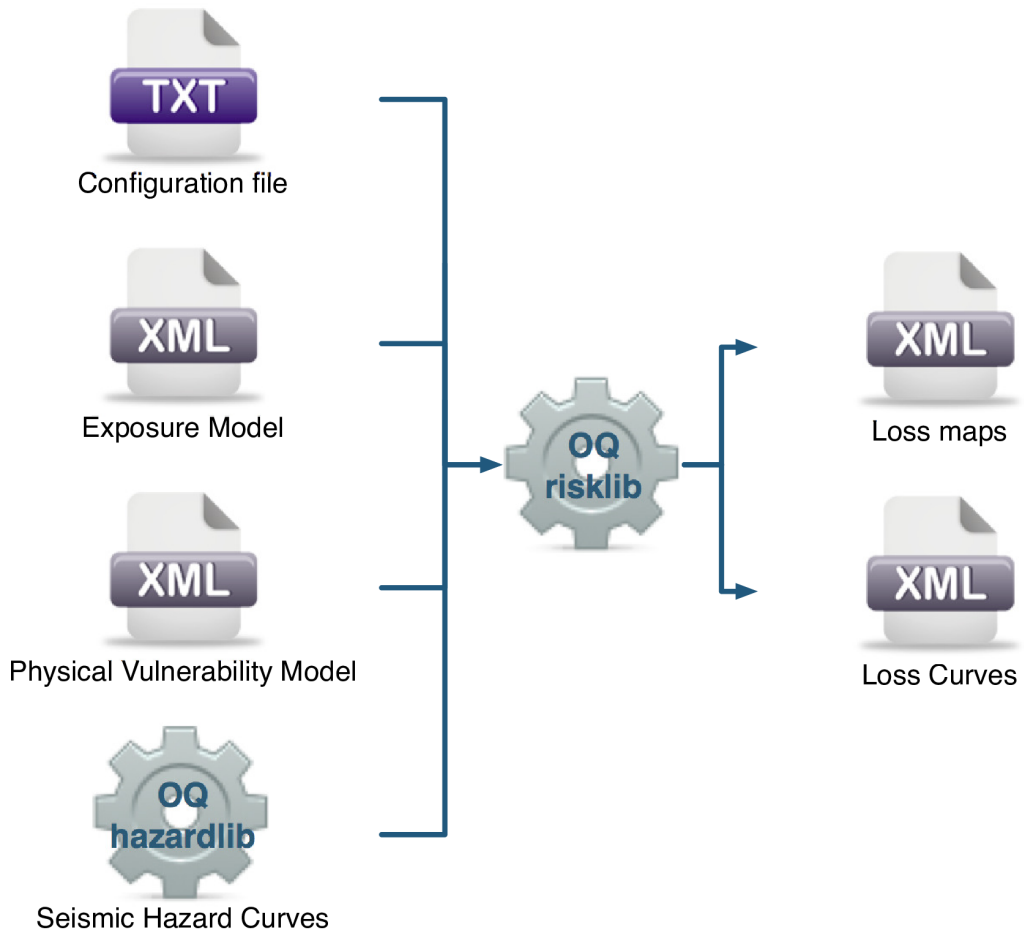 TXT
Configuration file
XML
Exposure Model
XML
Physical Vulnerability Model
OQ
hazardlib
Seismic Hazard Curves
OQ
risklib
XML
Loss maps
XML
Loss Curves